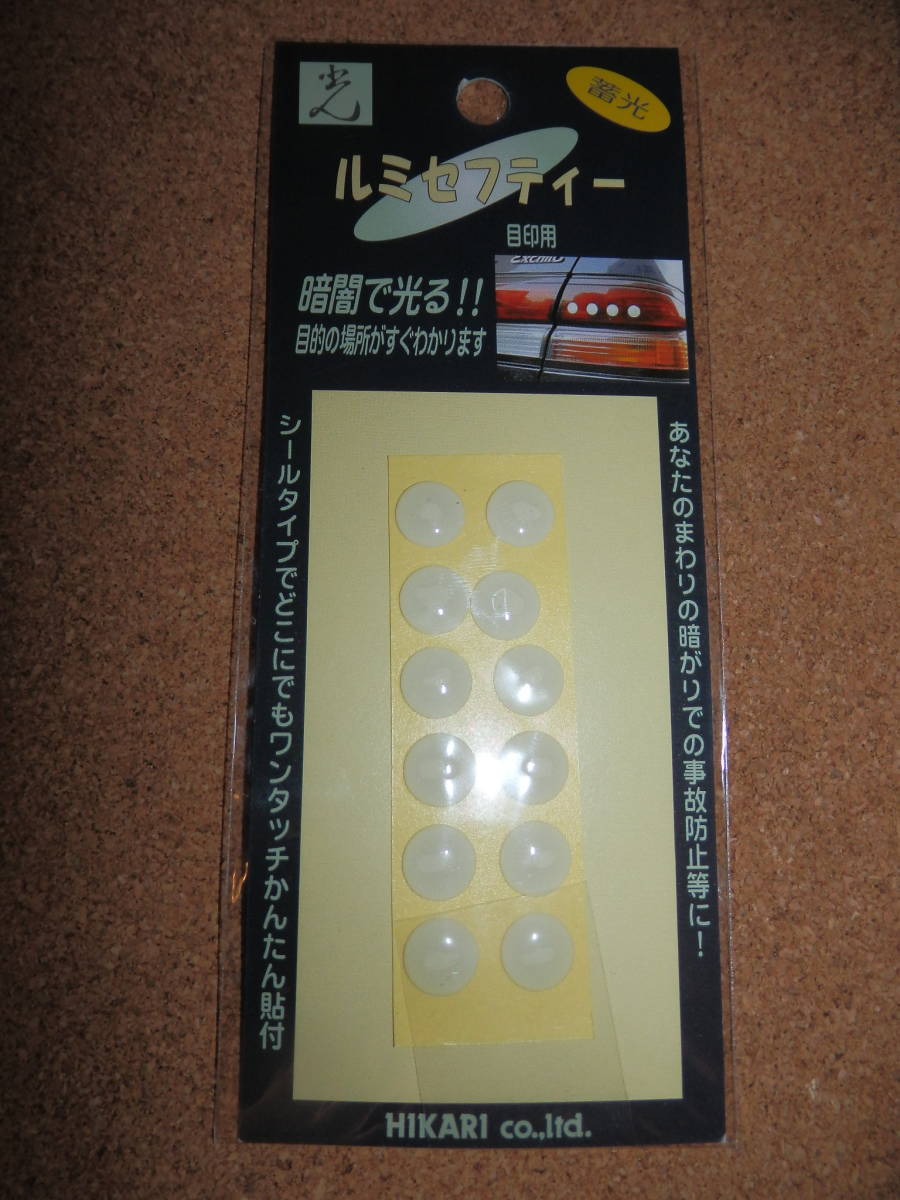 光
蓄光
ルミセフティー
目印用
暗闇で光る!!
目的の場所がすぐわかります
シールタイプでどこにでもワンタッチかんたん貼付
あなたのまわりの暗がりでの事故防止等に!
HIKARI co.,ltd.